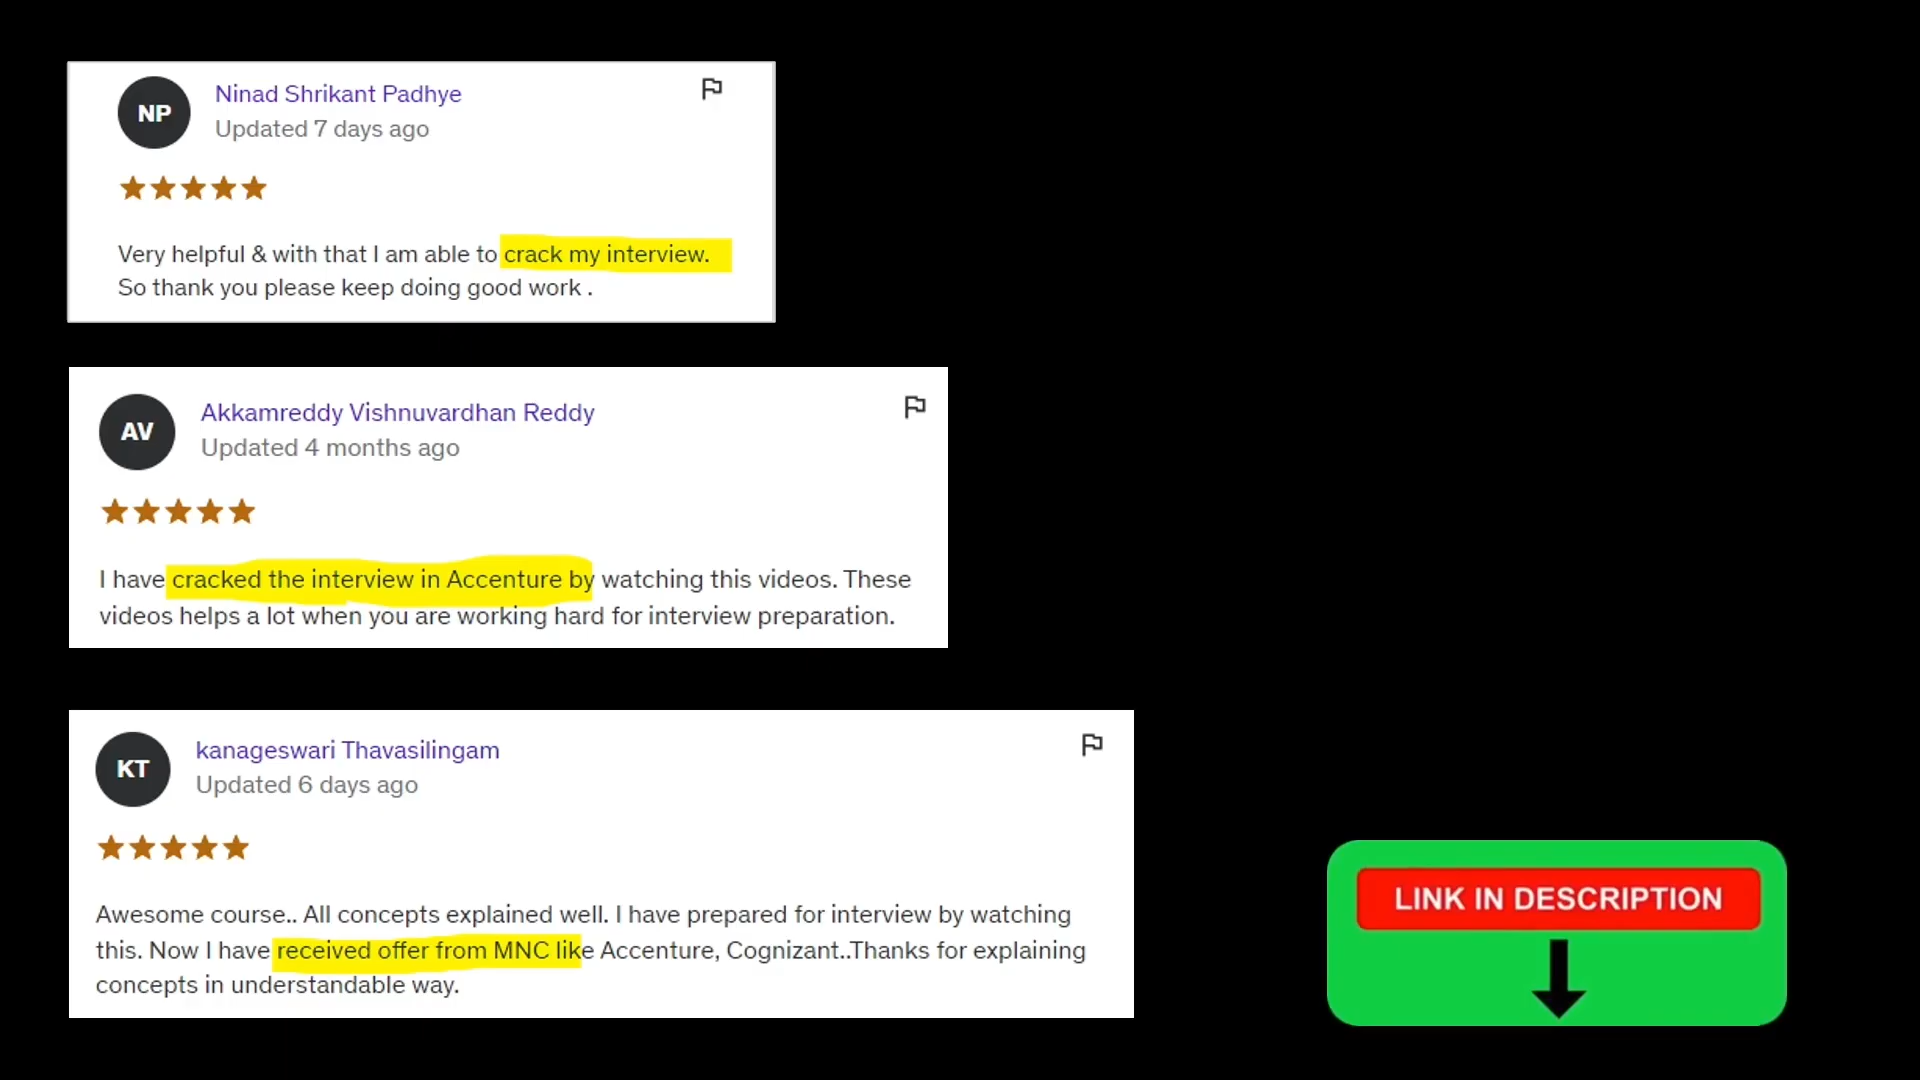 NP
Ninad Shrikant Padhye
Updated 7 days ago
Very helpful & with that I am able to crack my interview.
So thank you please keep doing good work .
AV
Akkamreddy Vishnuvardhan Reddy
Updated 4 months ago
I have cracked the interview in Accenture by watching this videos. These
videos helps a lot when you are working hard for interview preparation.
KT
kanageswari Thavasilingam
Updated 6 days ago
Awesome course.. All concepts explained well. I have prepared for interview by watching
this. Now I have received offer from MNC like Accenture, Cognizant..Thanks for explaining
concepts in understandable way.
LINK IN DESCRIPTION